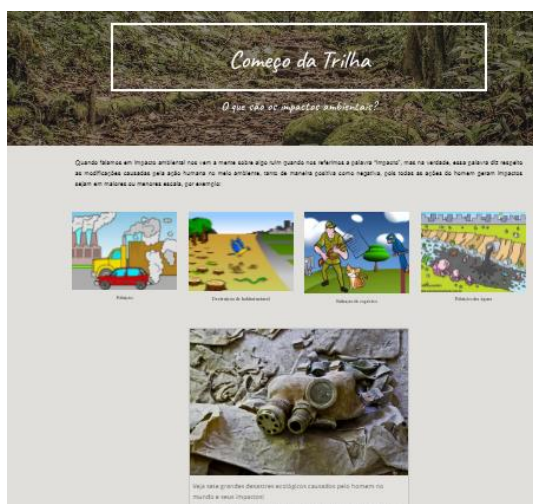 Começo da Trilha
O que são os impactos ambientais?
Quando falamos em impacto ambiental nos vem a mente sobre algo ruim quando nos referimos a palavra "impacto", mas na verdade, essa palavra diz respeito
as modificações causadas pela ação humana no meio ambiente, tanto de maneira positiva como negativa, pois todas as ações do homem geram impactos
sejam em maiores ou menores escala, por exemplo:
Poluição
Destruição de habitat natural
Poluição das águas
Veja sete grandes desastres ecológicos causados pelo homem no
mundo e seus impactos!